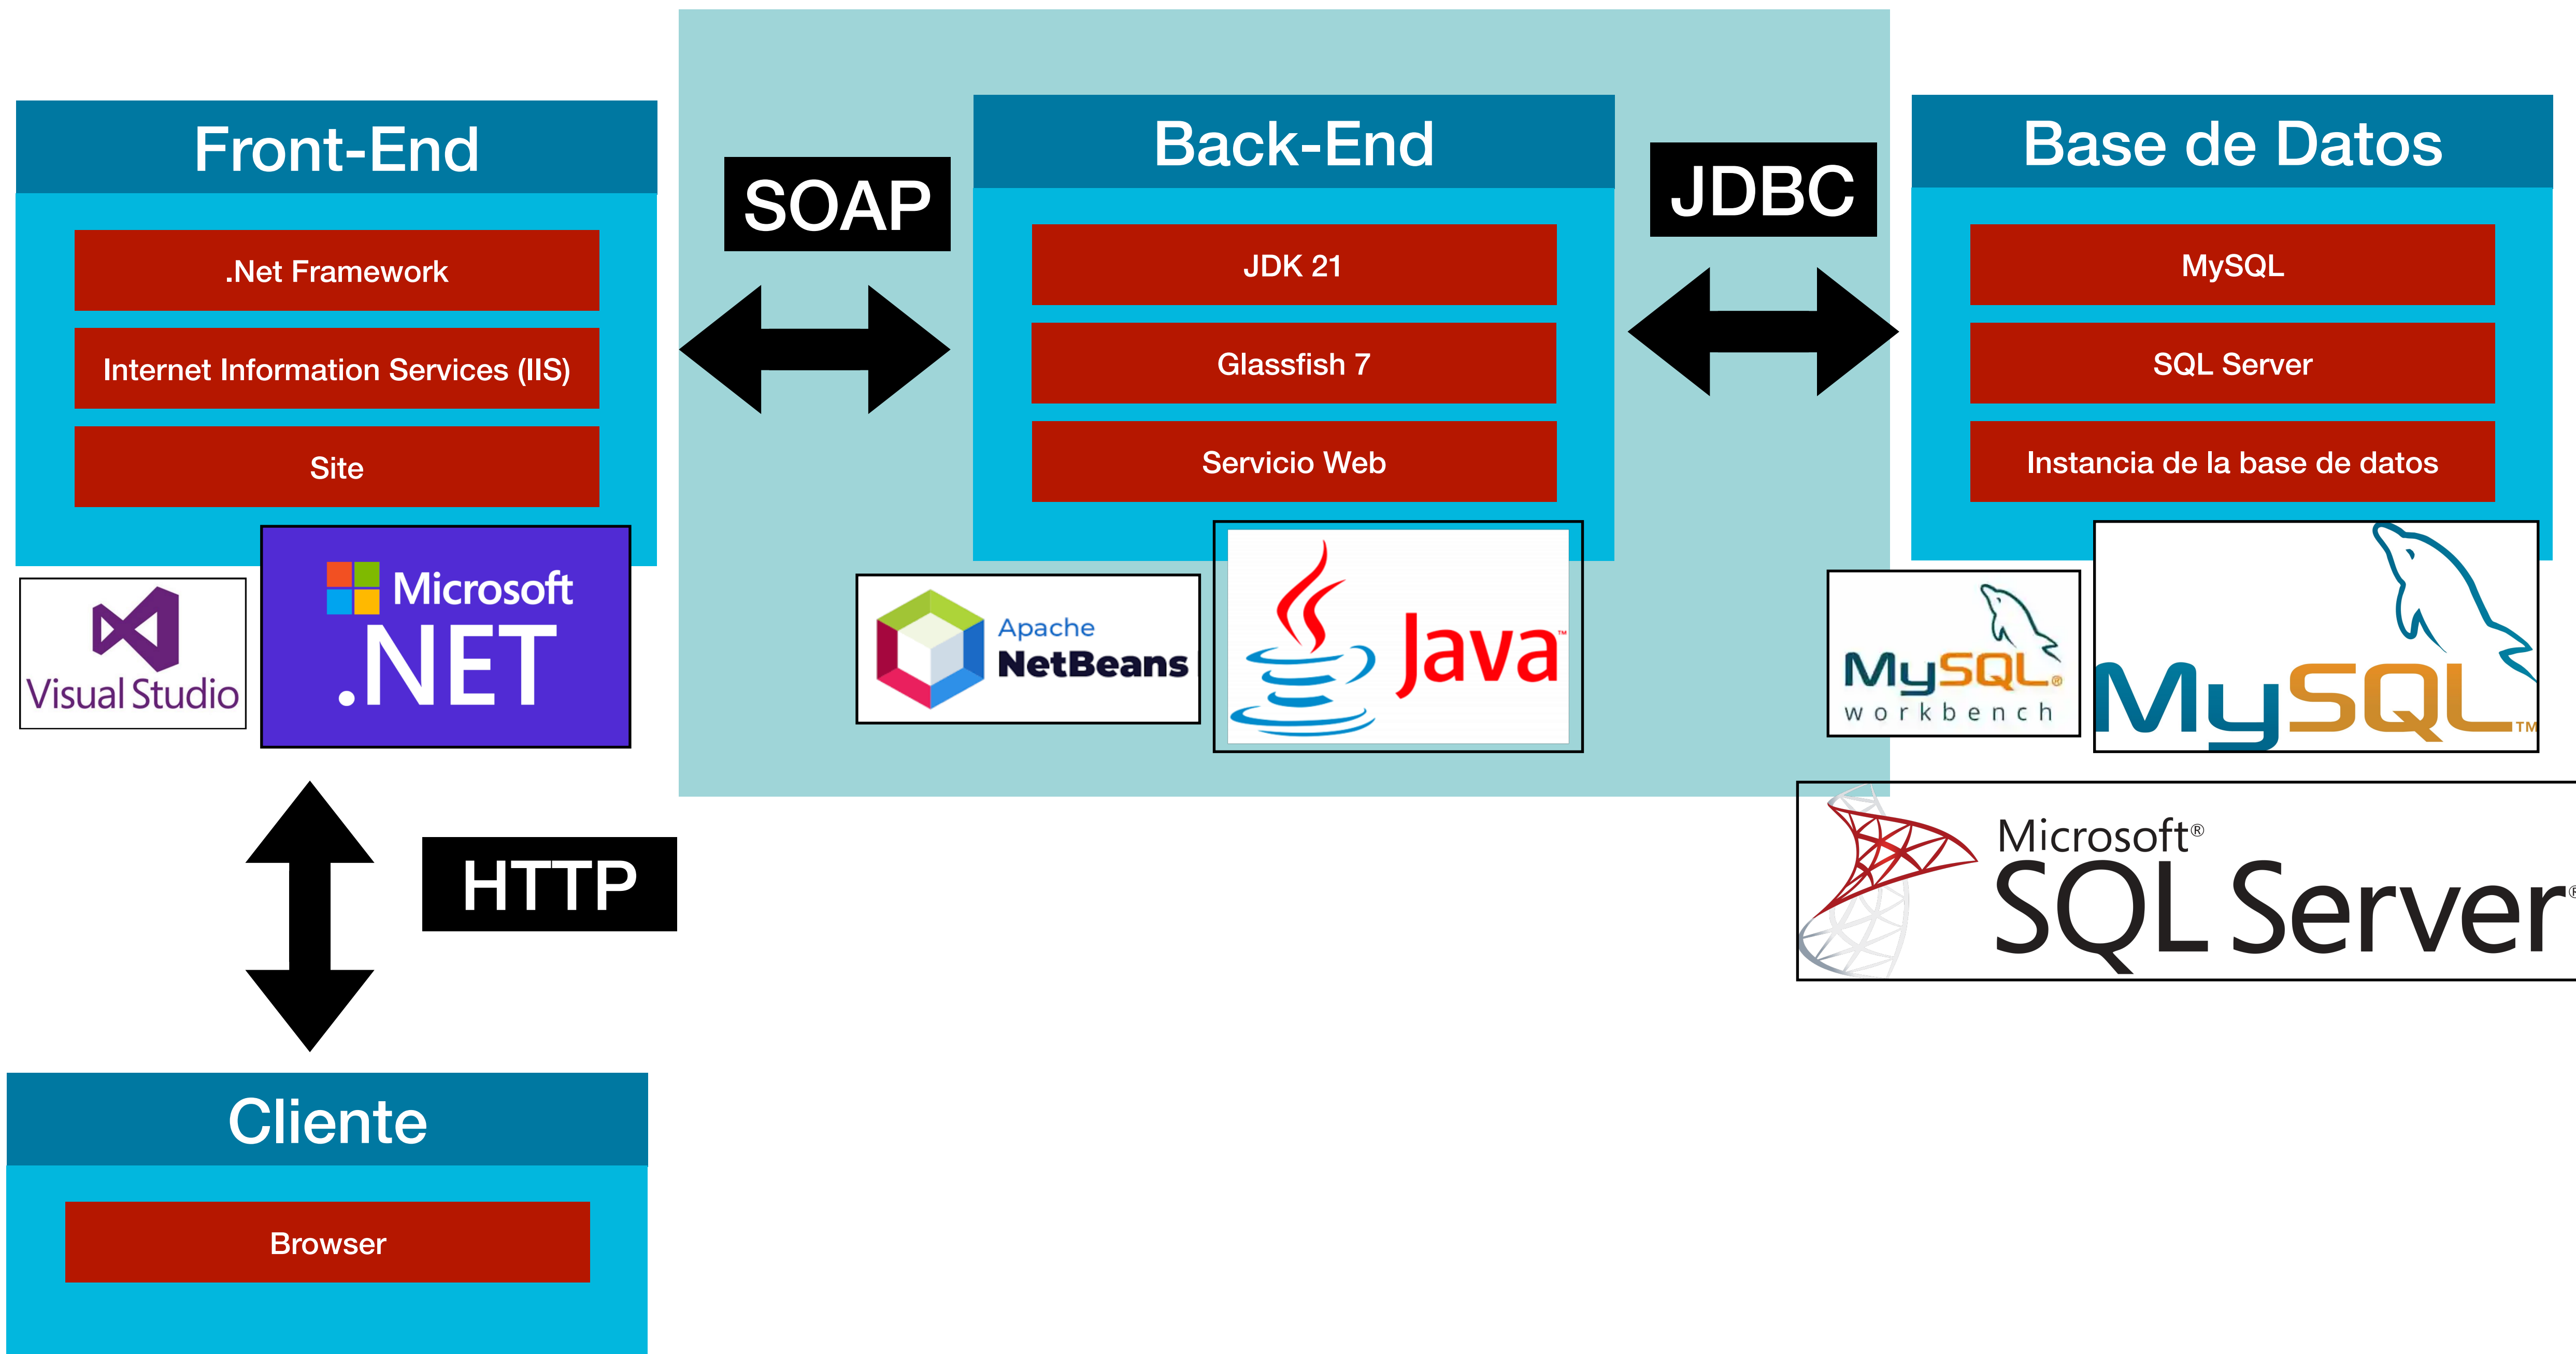 Front-End
.Net Framework
Internet Information Services (IIS)
Site
Visual Studio
Microsoft
.NET
SOAP
Back-End
JDK 21
Glassfish 7
Servicio Web
Apache
NetBeans
Java™
JDBC
Base de Datos
MySQL
SQL Server
Instancia de la base de datos
MySQL®
workbench
MySQL™
Microsoft®
SQL Server®
HTTP
Cliente
Browser